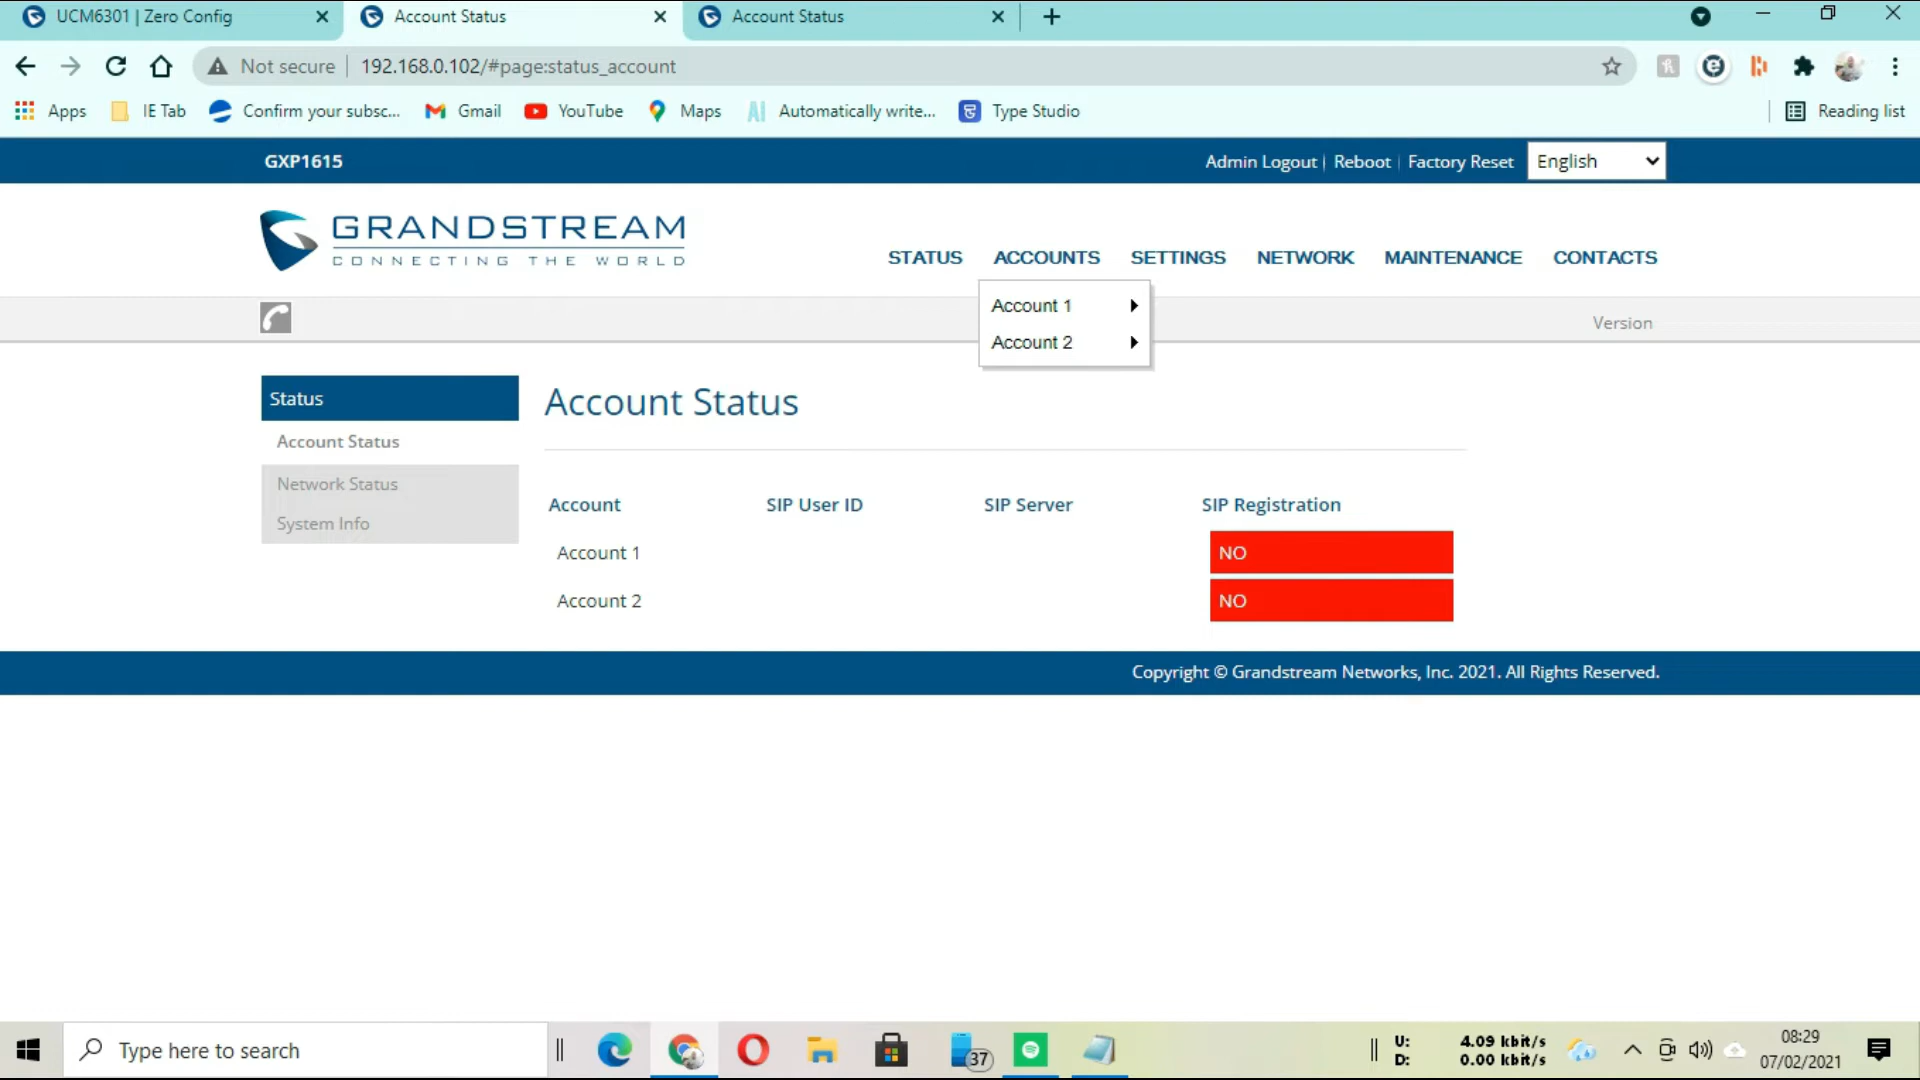 UCM6301 | Zero Config
Account Status
Account Status
Not secure
192.168.0.102/#page:status_account
Apps
IE Tab
Confirm your subsc...
Gmail
YouTube
Maps
Automatically write...
Type Studio
Reading list
GXP1615
Admin Logout | Reboot | Factory Reset
English
GRANDSTREAM
CONNECTING THE WORLD
STATUS ACCOUNTS SETTINGS NETWORK MAINTENANCE CONTACTS
Account 1
Account 2
Version
Status
Account Status
Network Status
System Info
Account Status
Account SIP User ID SIP Server SIP Registration
Account 1 NO
Account 2 NO
Copyright © Grandstream Networks, Inc. 2021. All Rights Reserved.
Type here to search
37
U: 4.09 kbit/s
D: 0.00 kbit/s
08:29
07/02/2021